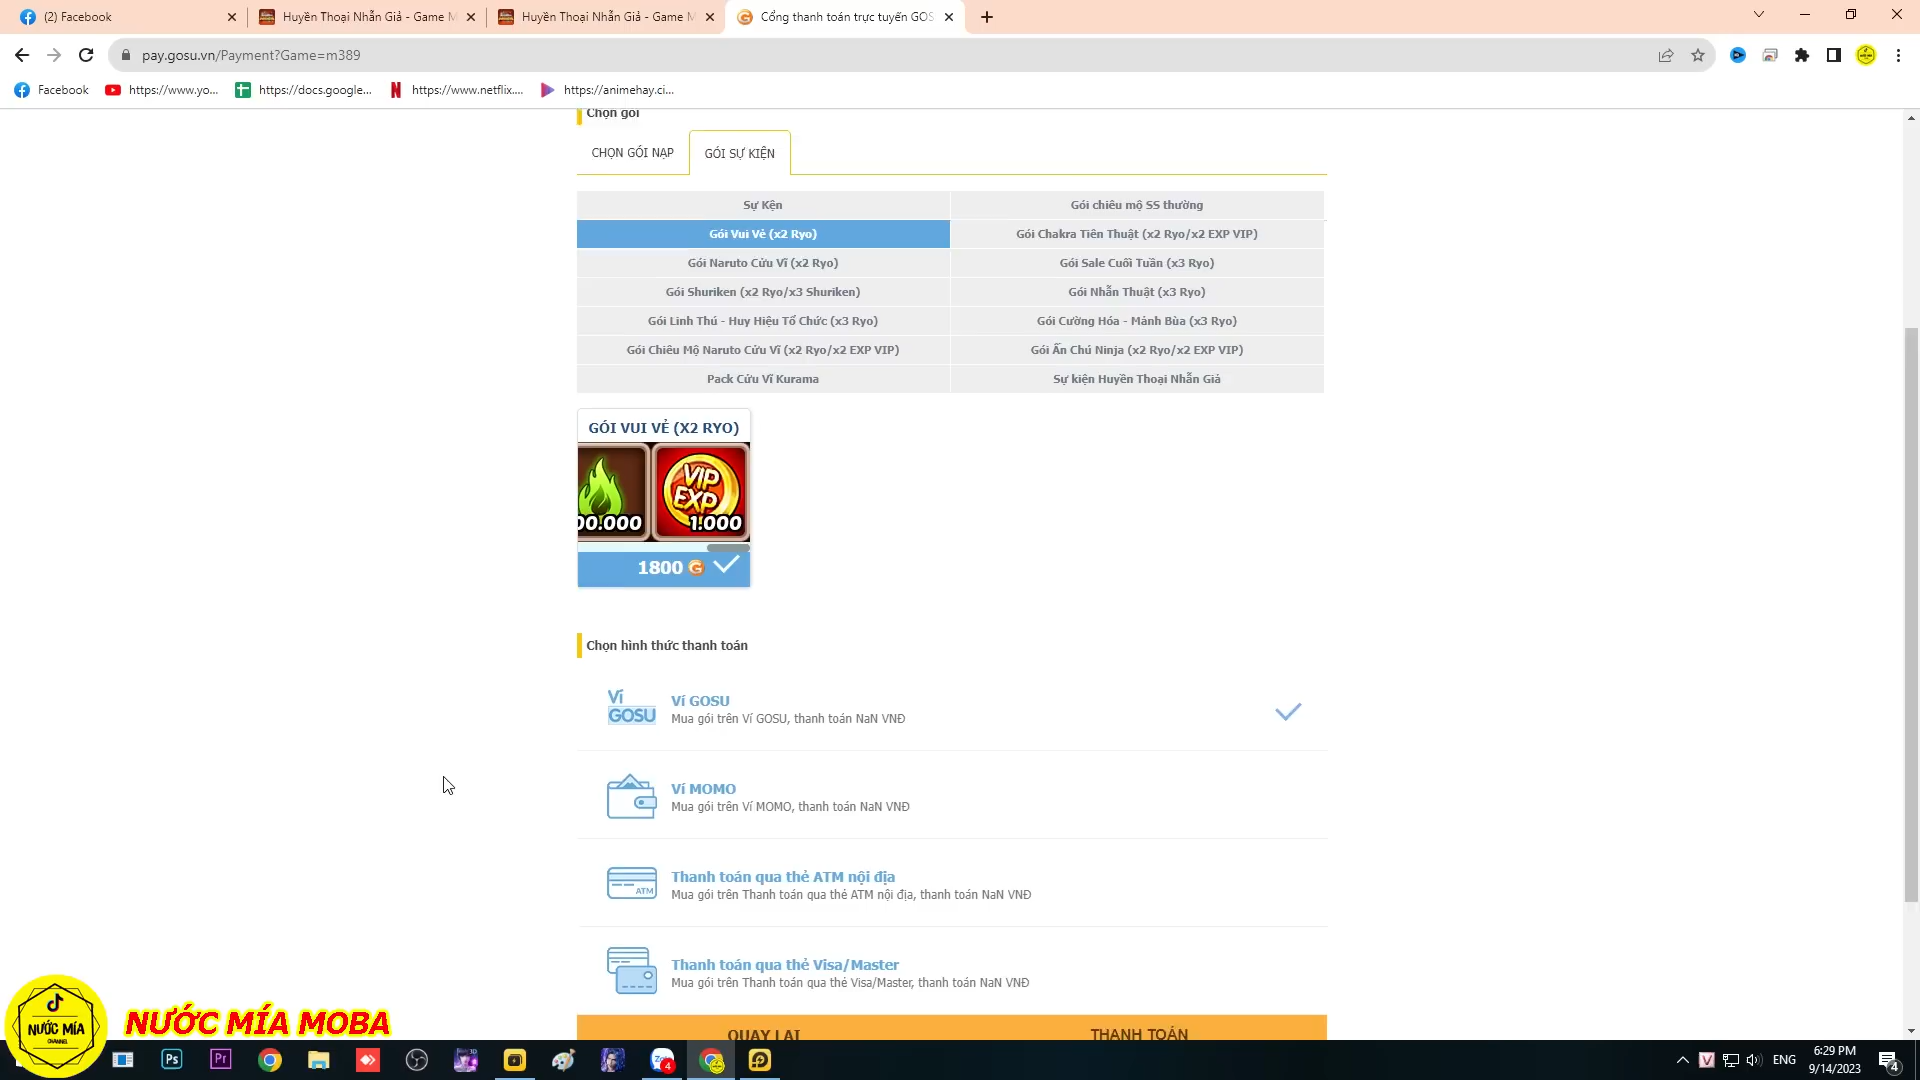 (2) Facebook
Huyền Thoại Nhẫn Giả - Game M
Huyền Thoại Nhẫn Giả - Game M
Cổng thanh toán trực tuyến GOS
pay.gosu.vn/Payment?Game=m389
Facebook
https://www.yo...
https://docs.google...
https://www.netflix....
https://animehay.ci...
Chọn gói
CHỌN GÓI NẠP
GÓI SỰ KIỆN
Sự Kện
Gói chiêu mộ SS thường
Gói Vui Vẻ (x2 Ryo)
Gói Chakra Tiên Thuật (x2 Ryo/x2 EXP VIP)
Gói Naruto Cửu Vĩ (x2 Ryo)
Gói Sale Cuối Tuần (x3 Ryo)
Gói Shuriken (x2 Ryo/x3 Shuriken)
Gói Nhẫn Thuật (x3 Ryo)
Gói Linh Thú - Huy Hiệu Tổ Chức (x3 Ryo)
Gói Cường Hóa - Mảnh Bùa (x3 Ryo)
Gói Chiêu Mộ Naruto Cửu Vĩ (x2 Ryo/x2 EXP VIP)
Gói Ấn Chú Ninja (x2 Ryo/x2 EXP VIP)
Pack Cửu Vĩ Kurama
Sự kiện Huyền Thoại Nhẫn Giả
GÓI VUI VẺ (X2 RYO)
VIP
EXP
00.000
1.000
1800 G
Chọn hình thức thanh toán
Ví
GOSU
Ví GOSU
Mua gói trên Ví GOSU, thanh toán NaN VNĐ
Ví MOMO
Mua gói trên Ví MOMO, thanh toán NaN VNĐ
ATM
Thanh toán qua thẻ ATM nội địa
Mua gói trên Thanh toán qua thẻ ATM nội địa, thanh toán NaN VNĐ
Thanh toán qua thẻ Visa/Master
Mua gói trên Thanh toán qua thẻ Visa/Master, thanh toán NaN VNĐ
QUAY LẠI
THANH TOÁN
NƯỚC MÍA
CHANNEL
NƯỚC MÍA MOBA
Ps
Pr
4
ENG
6:29 PM
9/14/2023
4